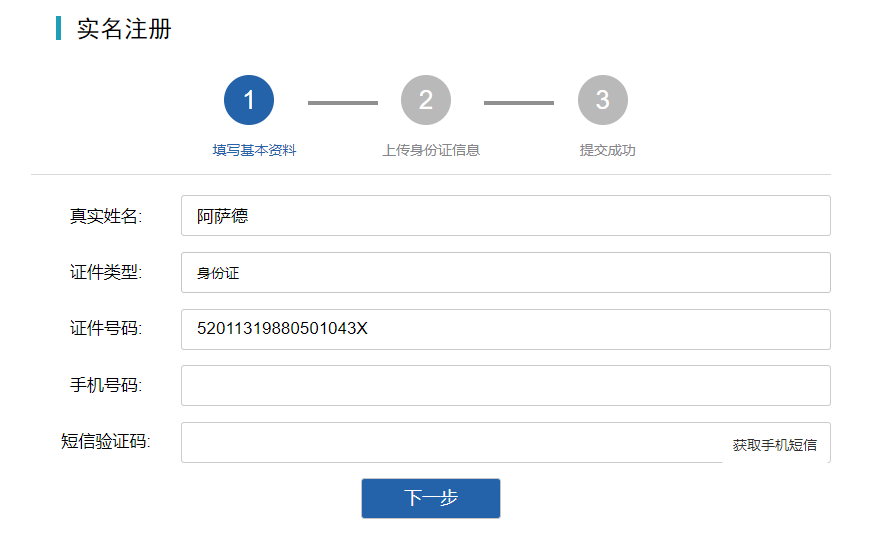 实名注册
1 2 3
填写基本资料 上传身份证信息 提交成功
真实姓名: 阿萨德
证件类型: 身份证
证件号码: 52011319880501043X
手机号码:
短信验证码: 获取手机短信
下一步